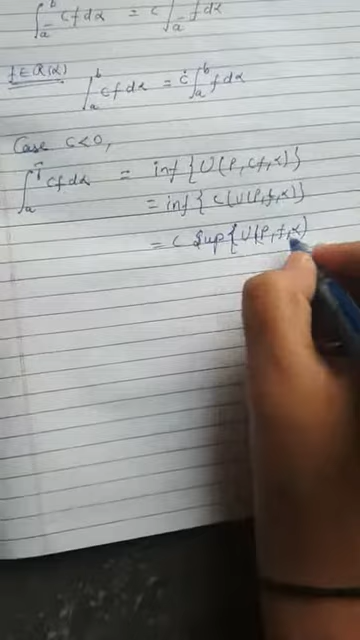 ∫_a^b cf dα = c ∫_a f dα
f∈R(α)
∫_a^b cf dα = c ∫_a^b f dα
Case c<0,
∫_a cf dα = inf { U(P, cf, α)}
= inf { c(U(P,f,α)}
= c Sup{U(P,f,α)